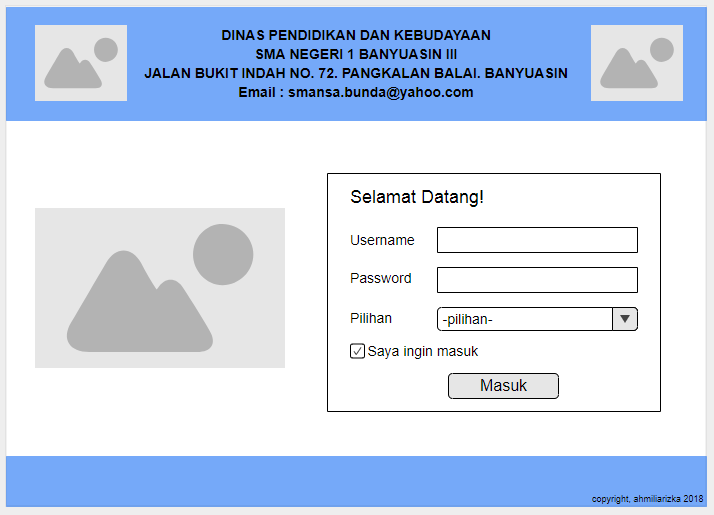 DINAS PENDIDIKAN DAN KEBUDAYAAN
SMA NEGERI 1 BANYUASIN III
JALAN BUKIT INDAH NO. 72. PANGKALAN BALAI. BANYUASIN
Email : smansa.bunda@yahoo.com
Selamat Datang!
Username
Password
Pilihan -pilihan-
Saya ingin masuk
Masuk
copyright, ahmiliarizka 2018